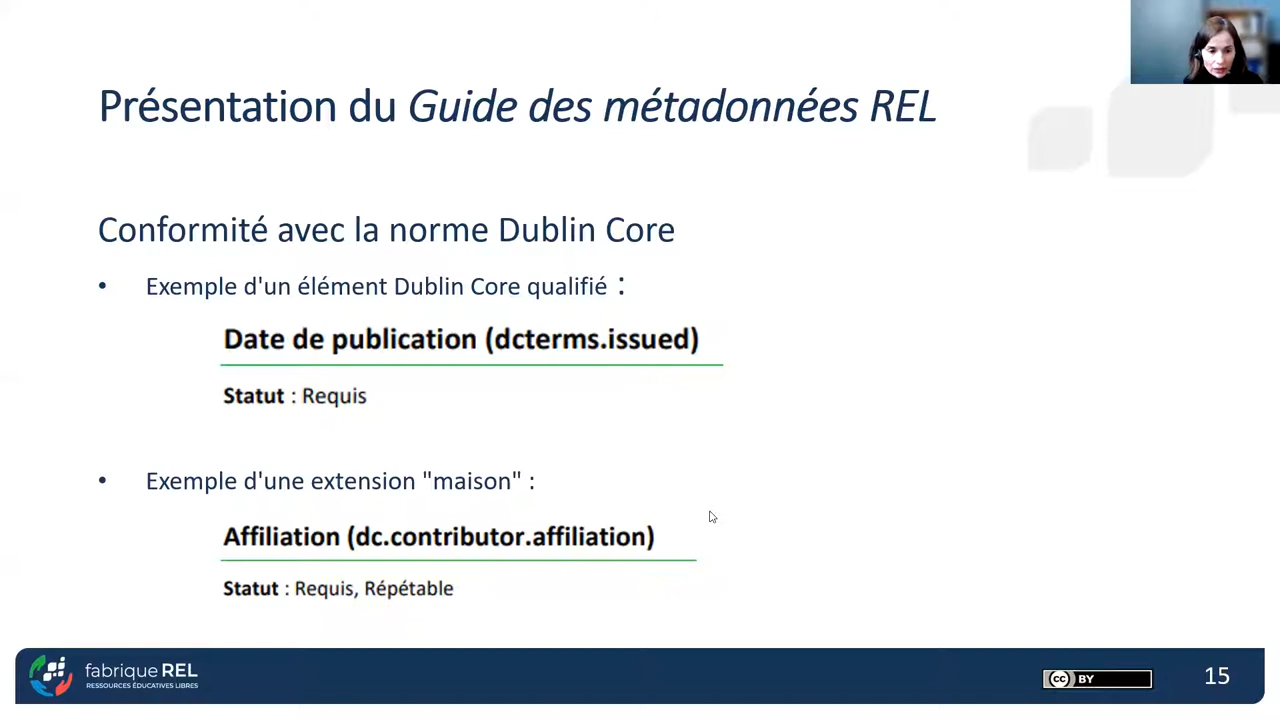 Présentation du Guide des métadonnées REL
Conformité avec la norme Dublin Core
• Exemple d'un élément Dublin Core qualifié :
Date de publication (dcterms.issued)
Statut : Requis
• Exemple d'une extension "maison" :
Affiliation (dc.contributor.affiliation)
Statut : Requis, Répétable
fabrique REL
RESSOURCES ÉDUCATIVES LIBRES
cc BY
15